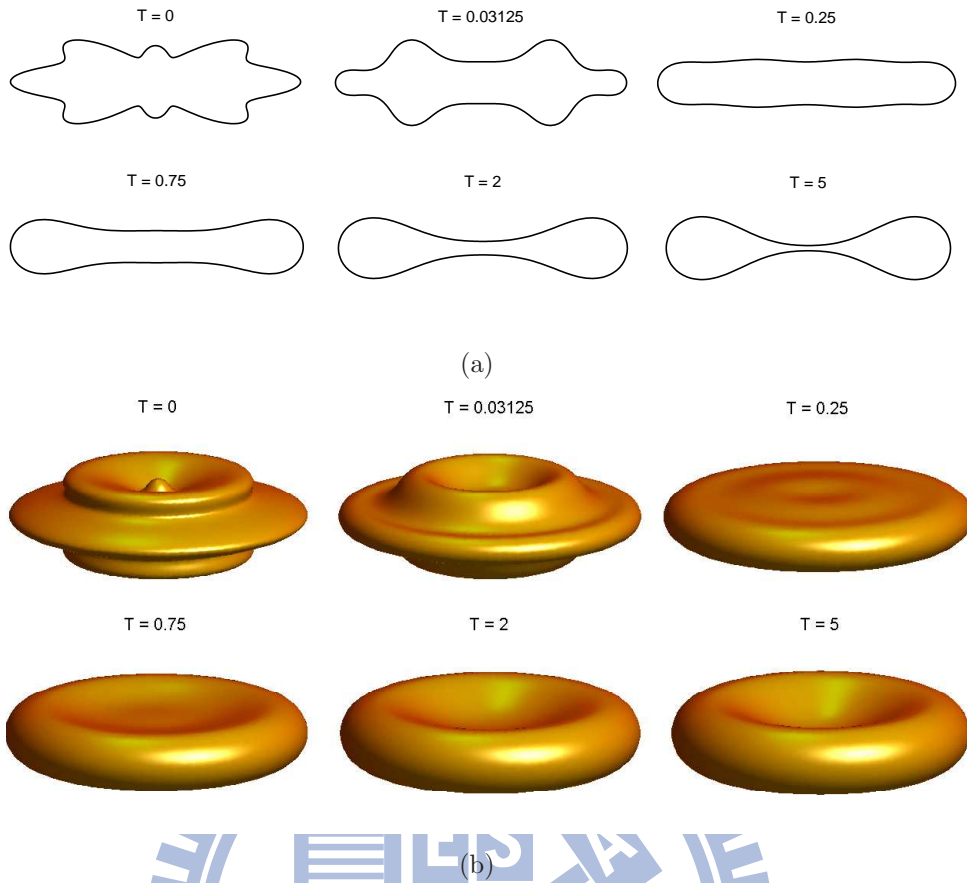 T = 0
T = 0.03125
T = 0.25
T = 0.75
T = 2
T = 5
(a)
T = 0
T = 0.03125
T = 0.25
T = 0.75
T = 2
T = 5
E S A
(b)